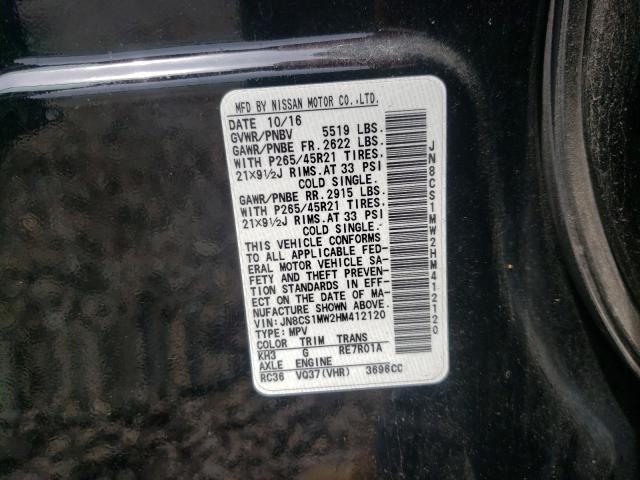 MFD BY NISSAN MOTOR CO.,LTD.
DATE 10/16
GVWR/PNBV 5519 LBS.
GAWR/PNBE FR. 2622 LBS.
WITH P265/45R21 TIRES,
21X9½J RIMS.AT 33 PSI
COLD SINGLE.
GAWR/PNBE RR. 2915 LBS.
WITH P265/45R21 TIRES,
21X9½J RIMS.AT 33 PSI
COLD SINGLE.
THIS VEHICLE CONFORMS
TO ALL APPLICABLE FED-
ERAL MOTOR VEHICLE SA-
FETY AND THEFT PREVEN-
TION STANDARDS IN EFF-
ECT ON THE DATE OF MA-
NUFACTURE SHOWN ABOVE.
VIN: JN8CS1MW2HM412120
TYPE: MPV
COLOR TRIM TRANS
KH3 G RE7R01A
AXLE ENGINE
RC36 VQ37(VHR) 3696CC
JN8CS1MW2HM412120